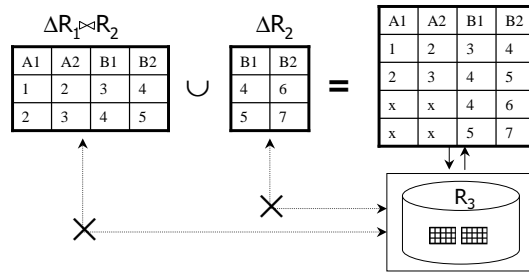 ΔR₁⋈R₂
A1 A2 B1 B2
1 2 3 4
2 3 4 5
∪
ΔR₂
B1 B2
4 6
5 7
=
A1 A2 B1 B2
1 2 3 4
2 3 4 5
x x 4 6
x x 5 7
R₃